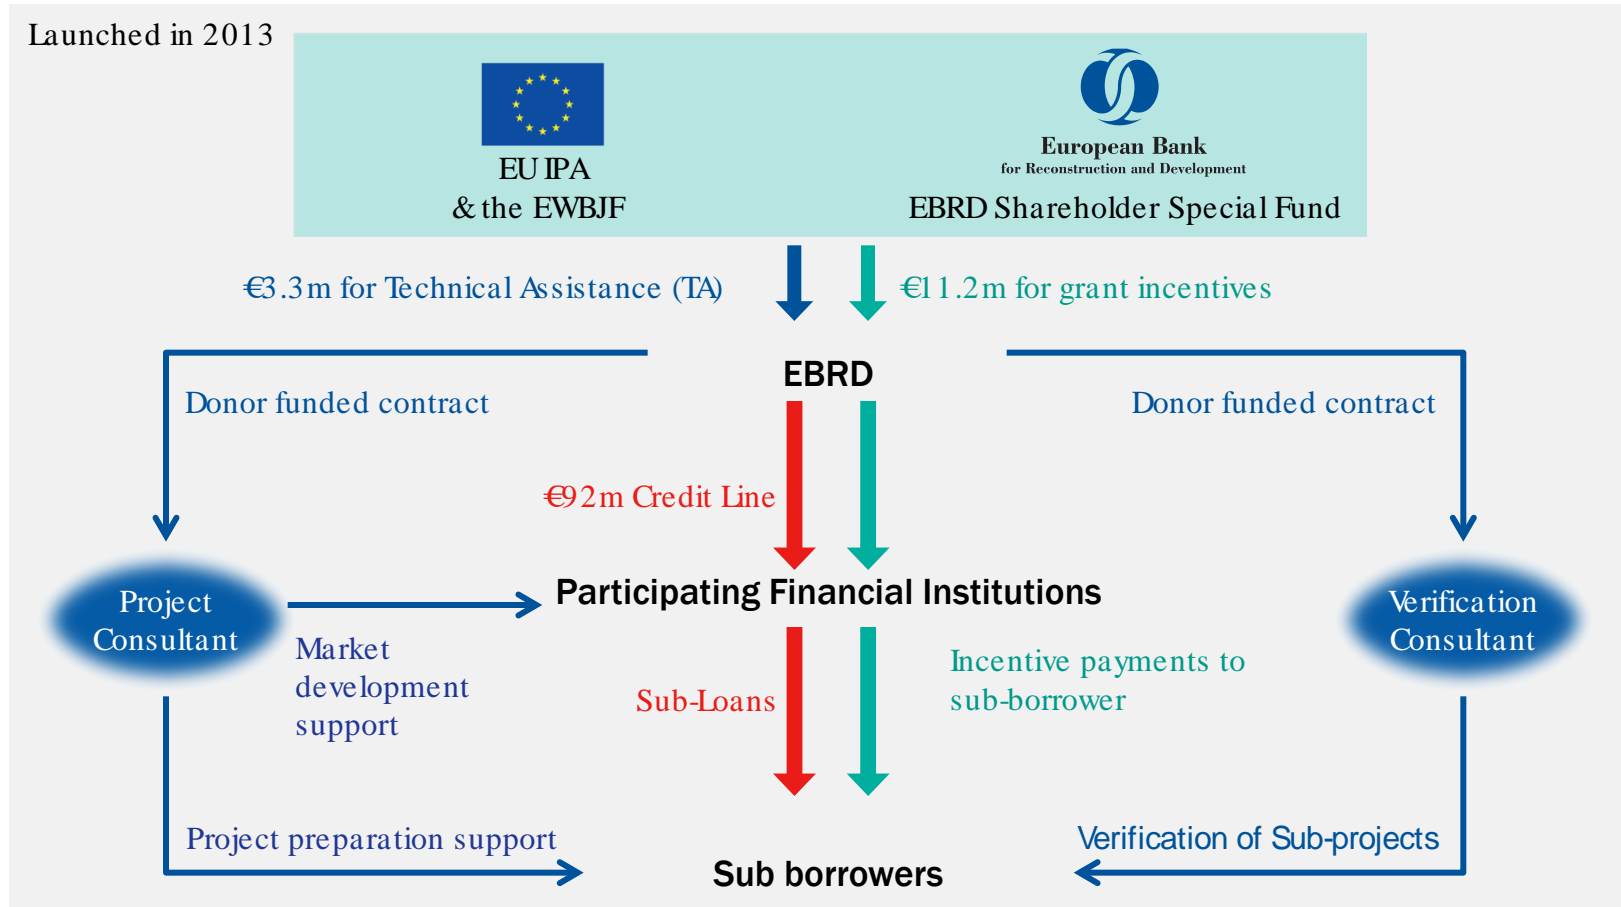 Launched in 2013
EU IPA
& the EWBJF
European Bank
for Reconstruction and Development
EBRD Shareholder Special Fund
€3.3m for Technical Assistance (TA)
€11.2m for grant incentives
EBRD
Donor funded contract
Donor funded contract
€92m Credit Line
Participating Financial Institutions
Project
Consultant
Verification
Consultant
Market
development
support
Sub-Loans
Incentive payments to
sub-borrower
Project preparation support
Verification of Sub-projects
Sub borrowers